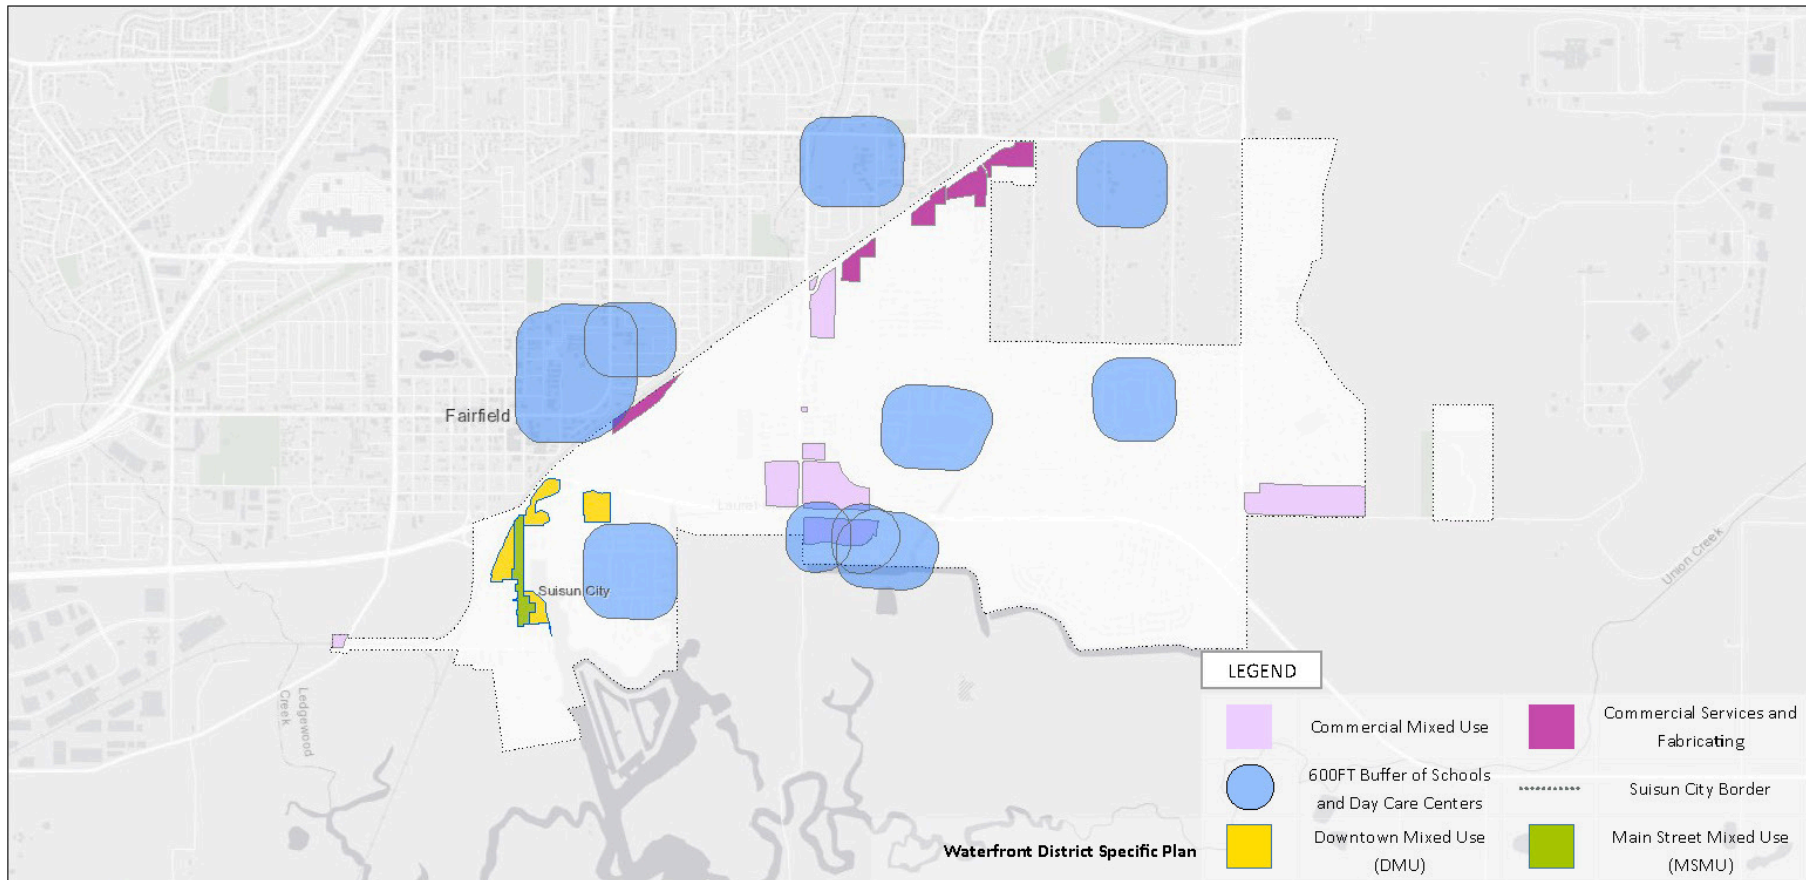 Fairfield
Laurel
Suisun City
Union Creek
Ledgewood
Creek
LEGEND
Commercial Mixed Use
Commercial Services and
Fabricating
600FT Buffer of Schools
and Day Care Centers
Suisun City Border
Waterfront District Specific Plan
Downtown Mixed Use
(DMU)
Main Street Mixed Use
(MSMU)